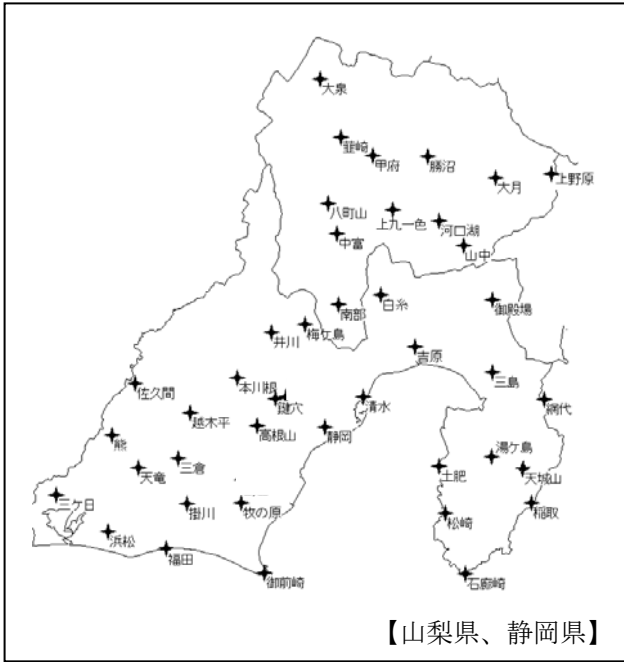 大泉
韮崎
甲府
勝沼
大月
上野原
八町山
上九一色
河口湖
中富
山中
南部
白糸
御殿場
梅ケ島
井川
吉原
三島
佐久間
本川根
鍵穴
清水
網代
越木平
高根山
静岡
熊
三倉
湯ケ島
天竜
土肥
天城山
三ケ日
掛川
牧の原
稲取
松崎
浜松
福田
御前崎
石廊崎
【山梨県、静岡県】